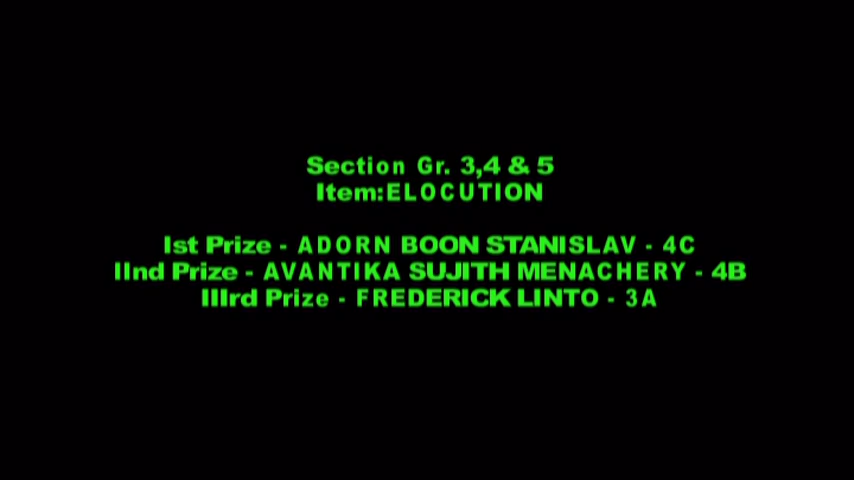 Section Gr. 3,4 & 5
Item:ELOCUTION
Ist Prize - ADORN BOON STANISLAV - 4C
IInd Prize - AVANTIKA SUJITH MENACHERY - 4B
IIIrd Prize - FREDERICK LINTO - 3A